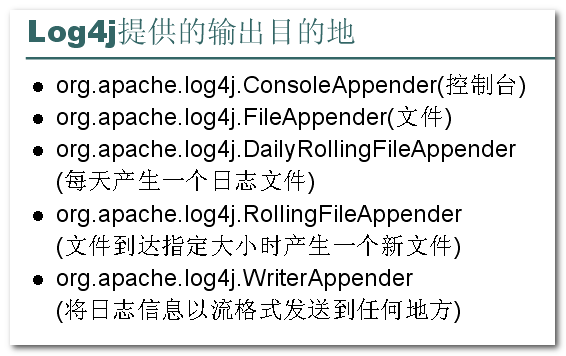 Log4j提供的输出目的地
org.apache.log4j.ConsoleAppender(控制台)
org.apache.log4j.FileAppender(文件)
org.apache.log4j.DailyRollingFileAppender
(每天产生一个日志文件)
org.apache.log4j.RollingFileAppender
(文件到达指定大小时产生一个新文件)
org.apache.log4j.WriterAppender
(将日志信息以流格式发送到任何地方)